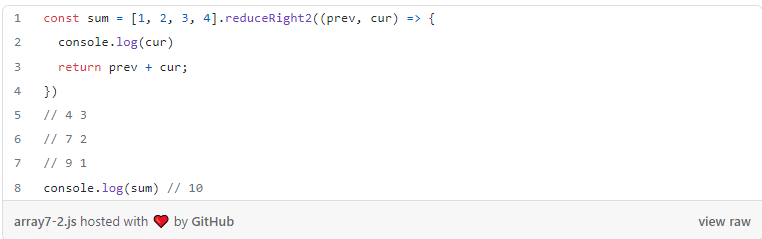 1 const sum = [1, 2, 3, 4].reduceRight2((prev, cur) => {
2   console.log(cur)
3   return prev + cur;
4 })
5 // 4 3
6 // 7 2
7 // 9 1
8 console.log(sum) // 10
array7-2.js hosted with ❤ by GitHub view raw